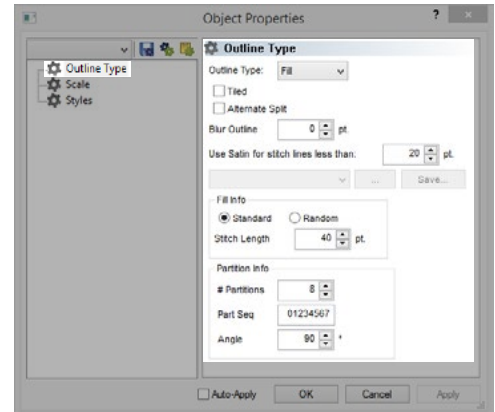 Object Properties
?
Outline Type
Scale
Styles
Outline Type
Outline Type: Fill
Tiled
Alternate Split
Blur Outline 0 pt.
Use Satin for stitch lines less than: 20 pt.
... Save...
Fill Info
Standard Random
Stitch Length 40 pt.
Partition Info
# Partitions 8
Part Seq 01234567
Angle 90 °
Auto-Apply OK Cancel Apply